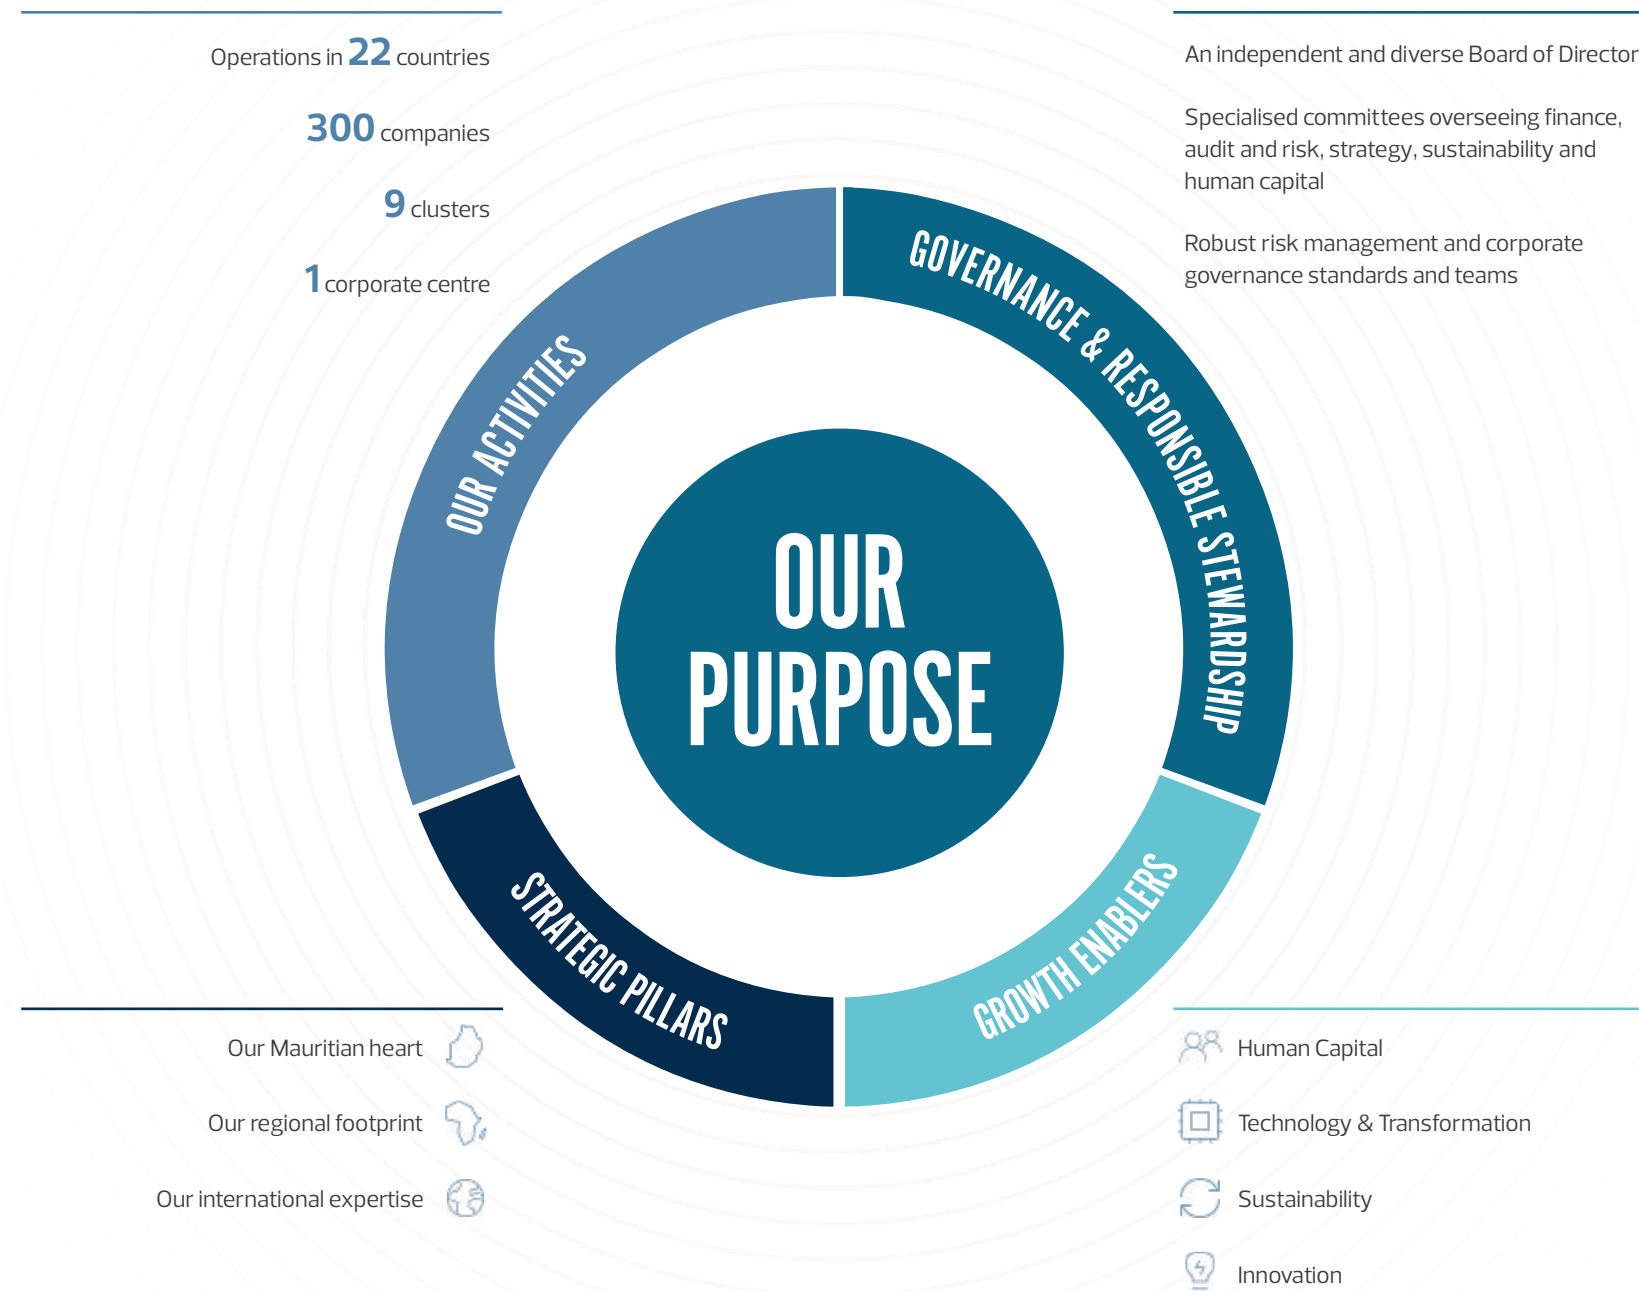 Operations in 22 countries
300 companies
9 clusters
1 corporate centre
An independent and diverse Board of Director
Specialised committees overseeing finance,
audit and risk, strategy, sustainability and
human capital
Robust risk management and corporate
governance standards and teams
OUR ACTIVITIES
GOVERNANCE & RESPONSIBLE STEWARDSHIP
OUR
PURPOSE
STRATEGIC PILLARS
GROWTH ENABLERS
Our Mauritian heart
Our regional footprint
Our international expertise
Human Capital
Technology & Transformation
Sustainability
Innovation